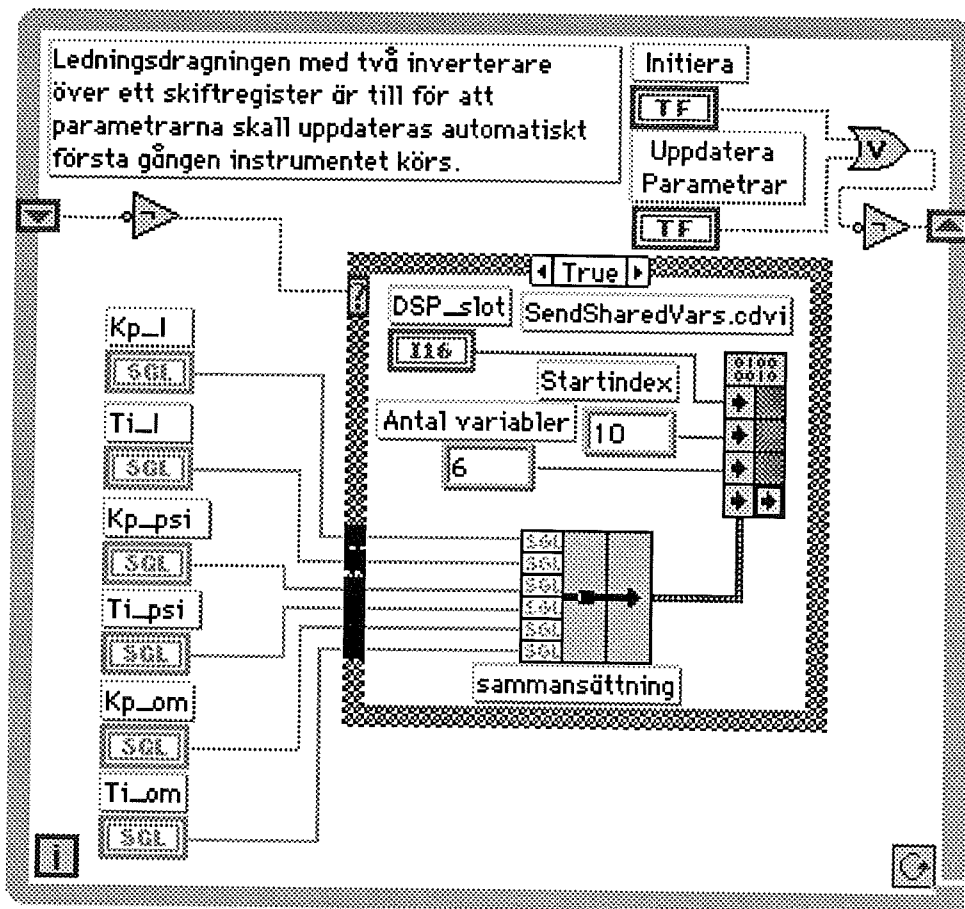 Ledningsdragningen med två inverterare
över ett skiftregister är till för att
parametrarna skall uppdateras automatiskt
första gången instrumentet körs.
Initiera
TF
Uppdatera
Parametrar
TF
V
True
?
DSP_slot
SendSharedVars.cdvi
I16
0100
0010
Startindex
10
Antal variabler
6
Kp_I
SGL
Ti_I
SGL
Kp_psi
SGL
Ti_psi
SGL
Kp_om
SGL
Ti_om
SGL
SGL
SGL
SGL
SGL
SGL
SGL
sammansättning
i